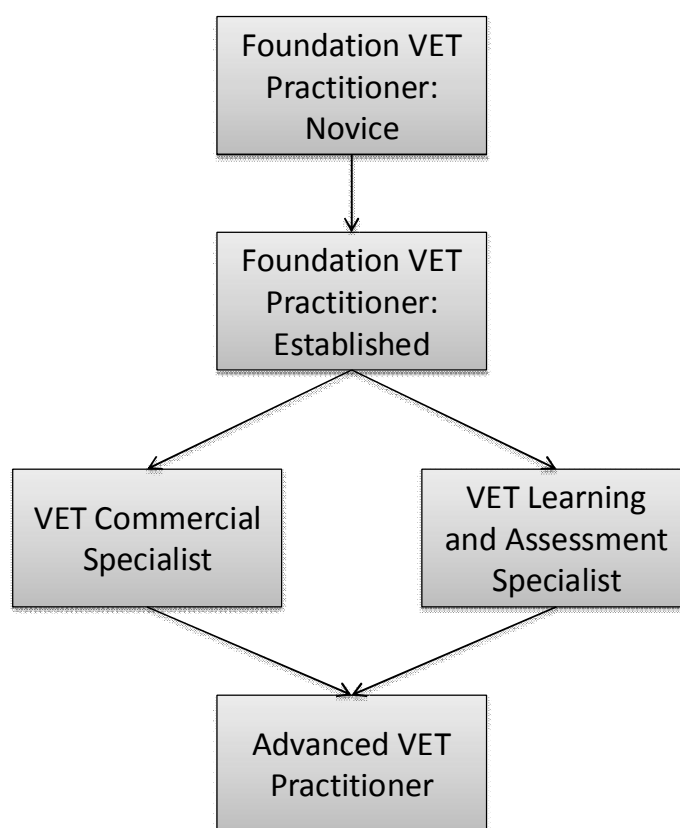 Foundation VET
Practitioner:
Novice
Foundation VET
Practitioner:
Established
VET Commercial
Specialist
VET Learning
and Assessment
Specialist
Advanced VET
Practitioner